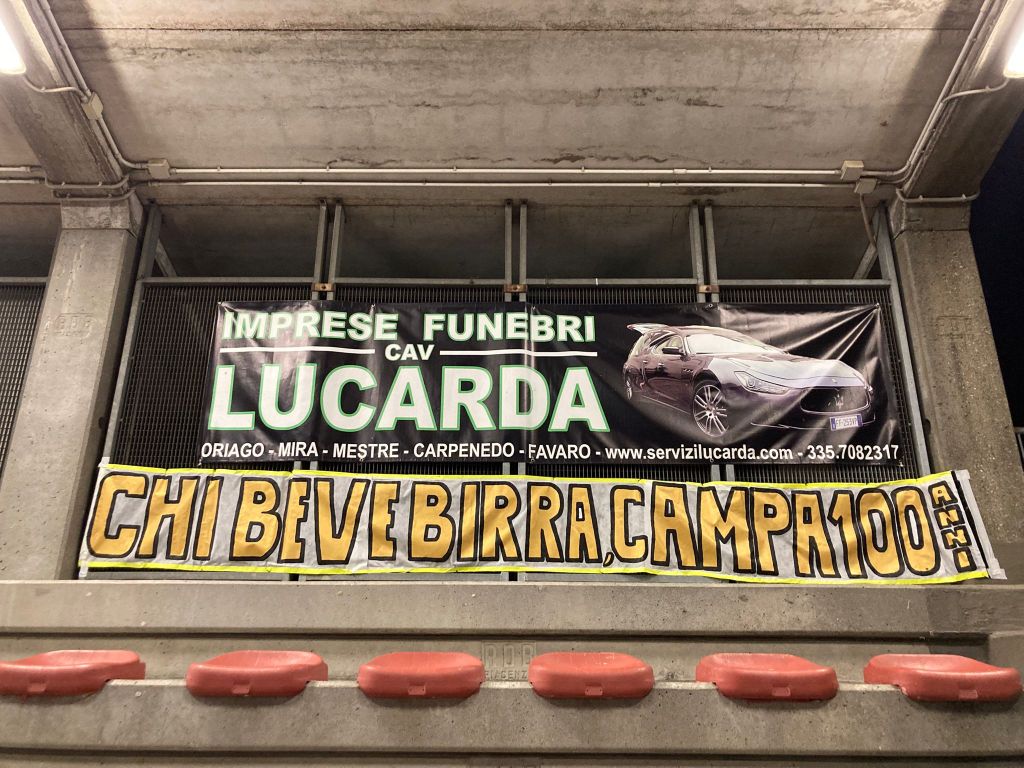 IMPRESE FUNEBRI
CAV
LUCARDA
ORIAGO - MIRA - MESTRE - CARPENEDO - FAVARO - www.servizilucarda.com - 335.7082317
CHI BEVE BIRRA, CAMPA 100 ANNI